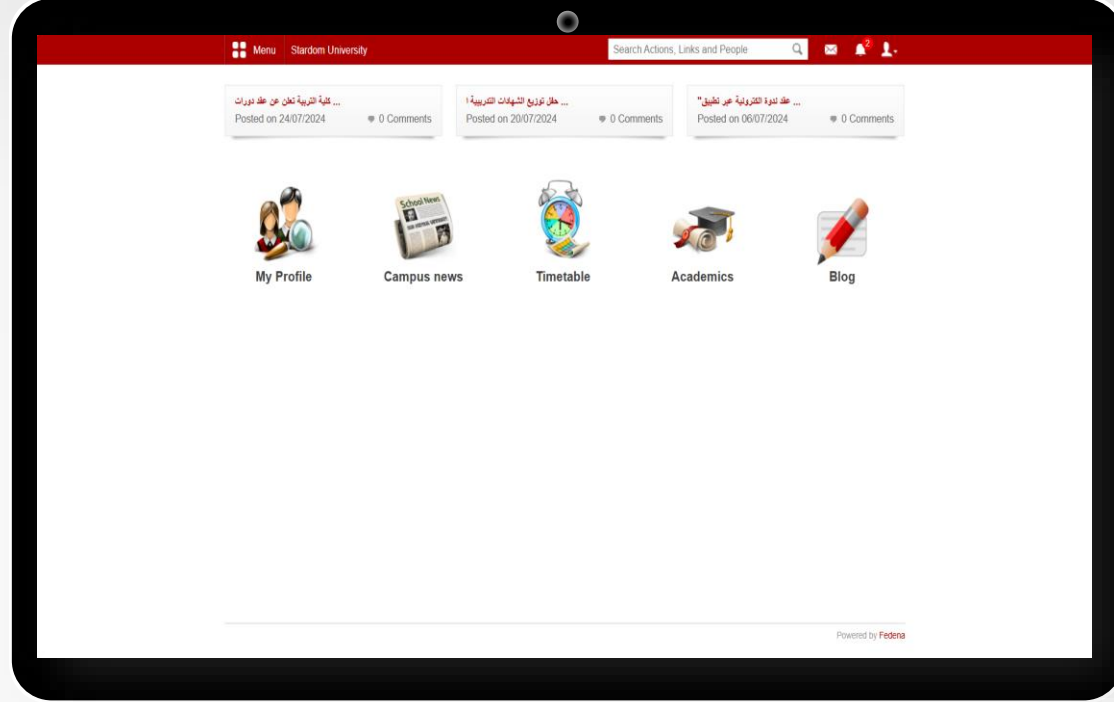 Menu
Stardom University
Search Actions, Links and People
2
... كلية التربية تعلن عن عقد دورات
Posted on 24/07/2024
0 Comments
... حفل توزيع الشهادات التدريبية ا
Posted on 20/07/2024
0 Comments
... عقد ندوة الكترونية عبر تطبيق"
Posted on 06/07/2024
0 Comments
School News
My Profile
Campus news
Timetable
Academics
Blog
Powered by Fedena